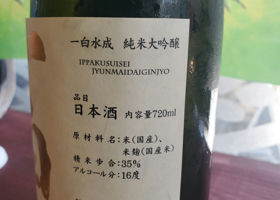 一白水成 純米大吟醸
IPPAKUSUISEI
JYUNMAIDAIGINJYO
品目
日本酒 内容量720ml
原材料名:米(国産)、
米麹(国産米)
精米歩合:35%
アルコール分:16度